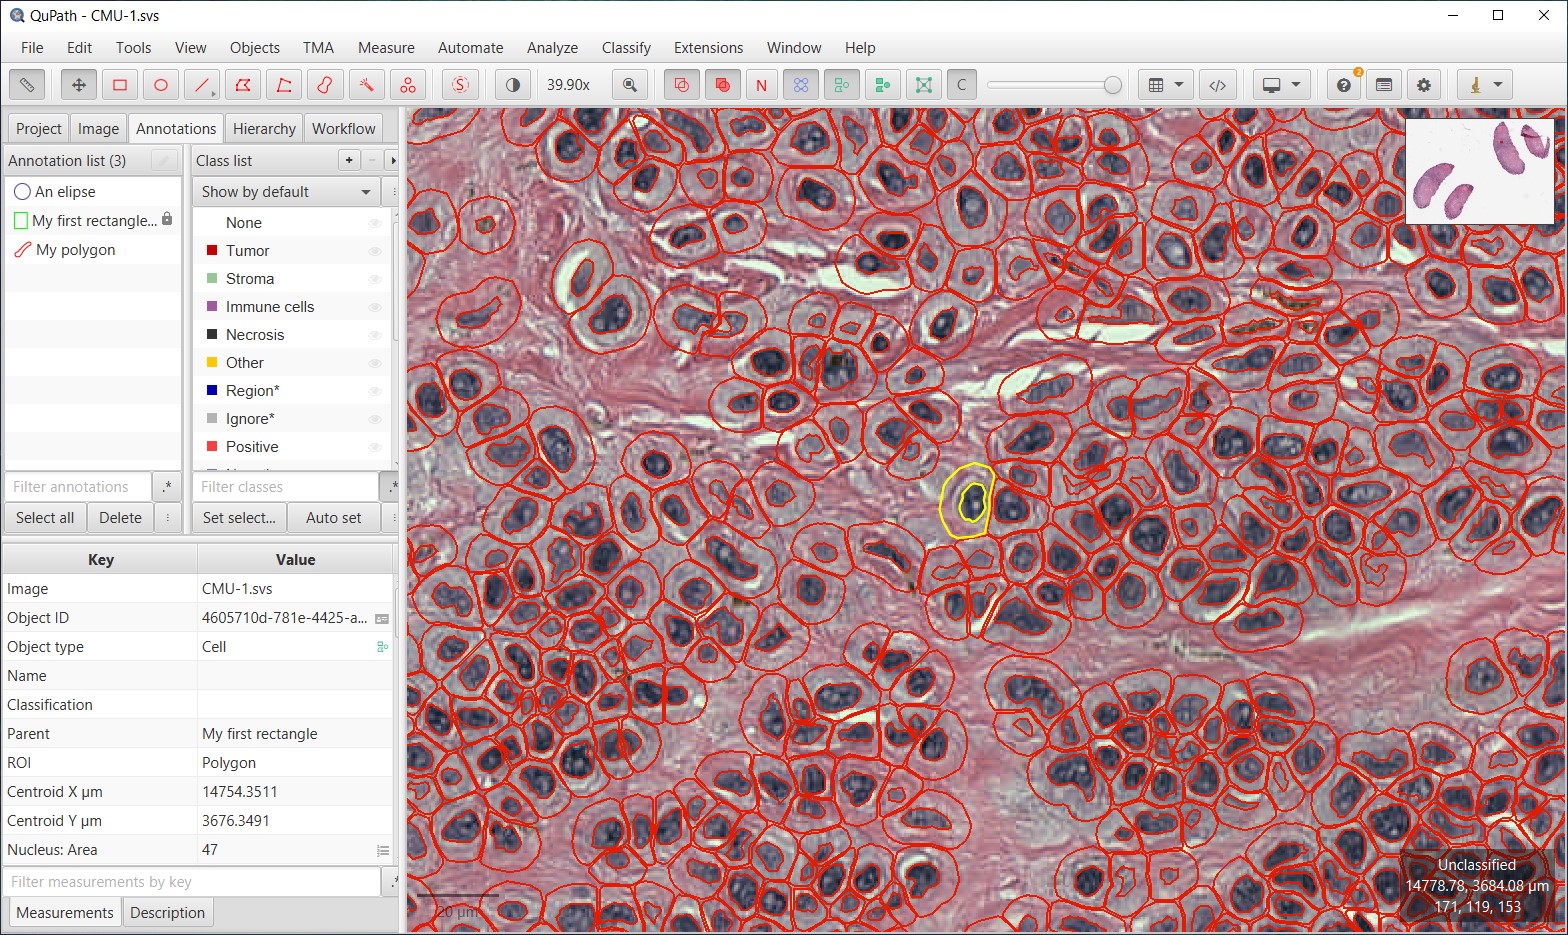 QuPath - CMU-1.svs
File Edit Tools View Objects TMA Measure Automate Analyze Classify Extensions Window Help
N 39.90x C 2
Project Image Annotations Hierarchy Workflow
Annotation list (3)
An elipse
My first rectangle...
My polygon
Filter annotations .*
Select all Delete
Class list + -
Show by default
None
Tumor
Stroma
Immune cells
Necrosis
Other
Region*
Ignore*
Positive
Filter classes .*
Set select... Auto set
Key Value
Image CMU-1.svs
Object ID 4605710d-781e-4425-a...
Object type Cell
Name
Classification
Parent My first rectangle
ROI Polygon
Centroid X µm 14754.3511
Centroid Y µm 3676.3491
Nucleus: Area 47
Filter measurements by key .*
Measurements Description
20 µm
Unclassified
14778.78, 3684.08 µm
171, 119, 153